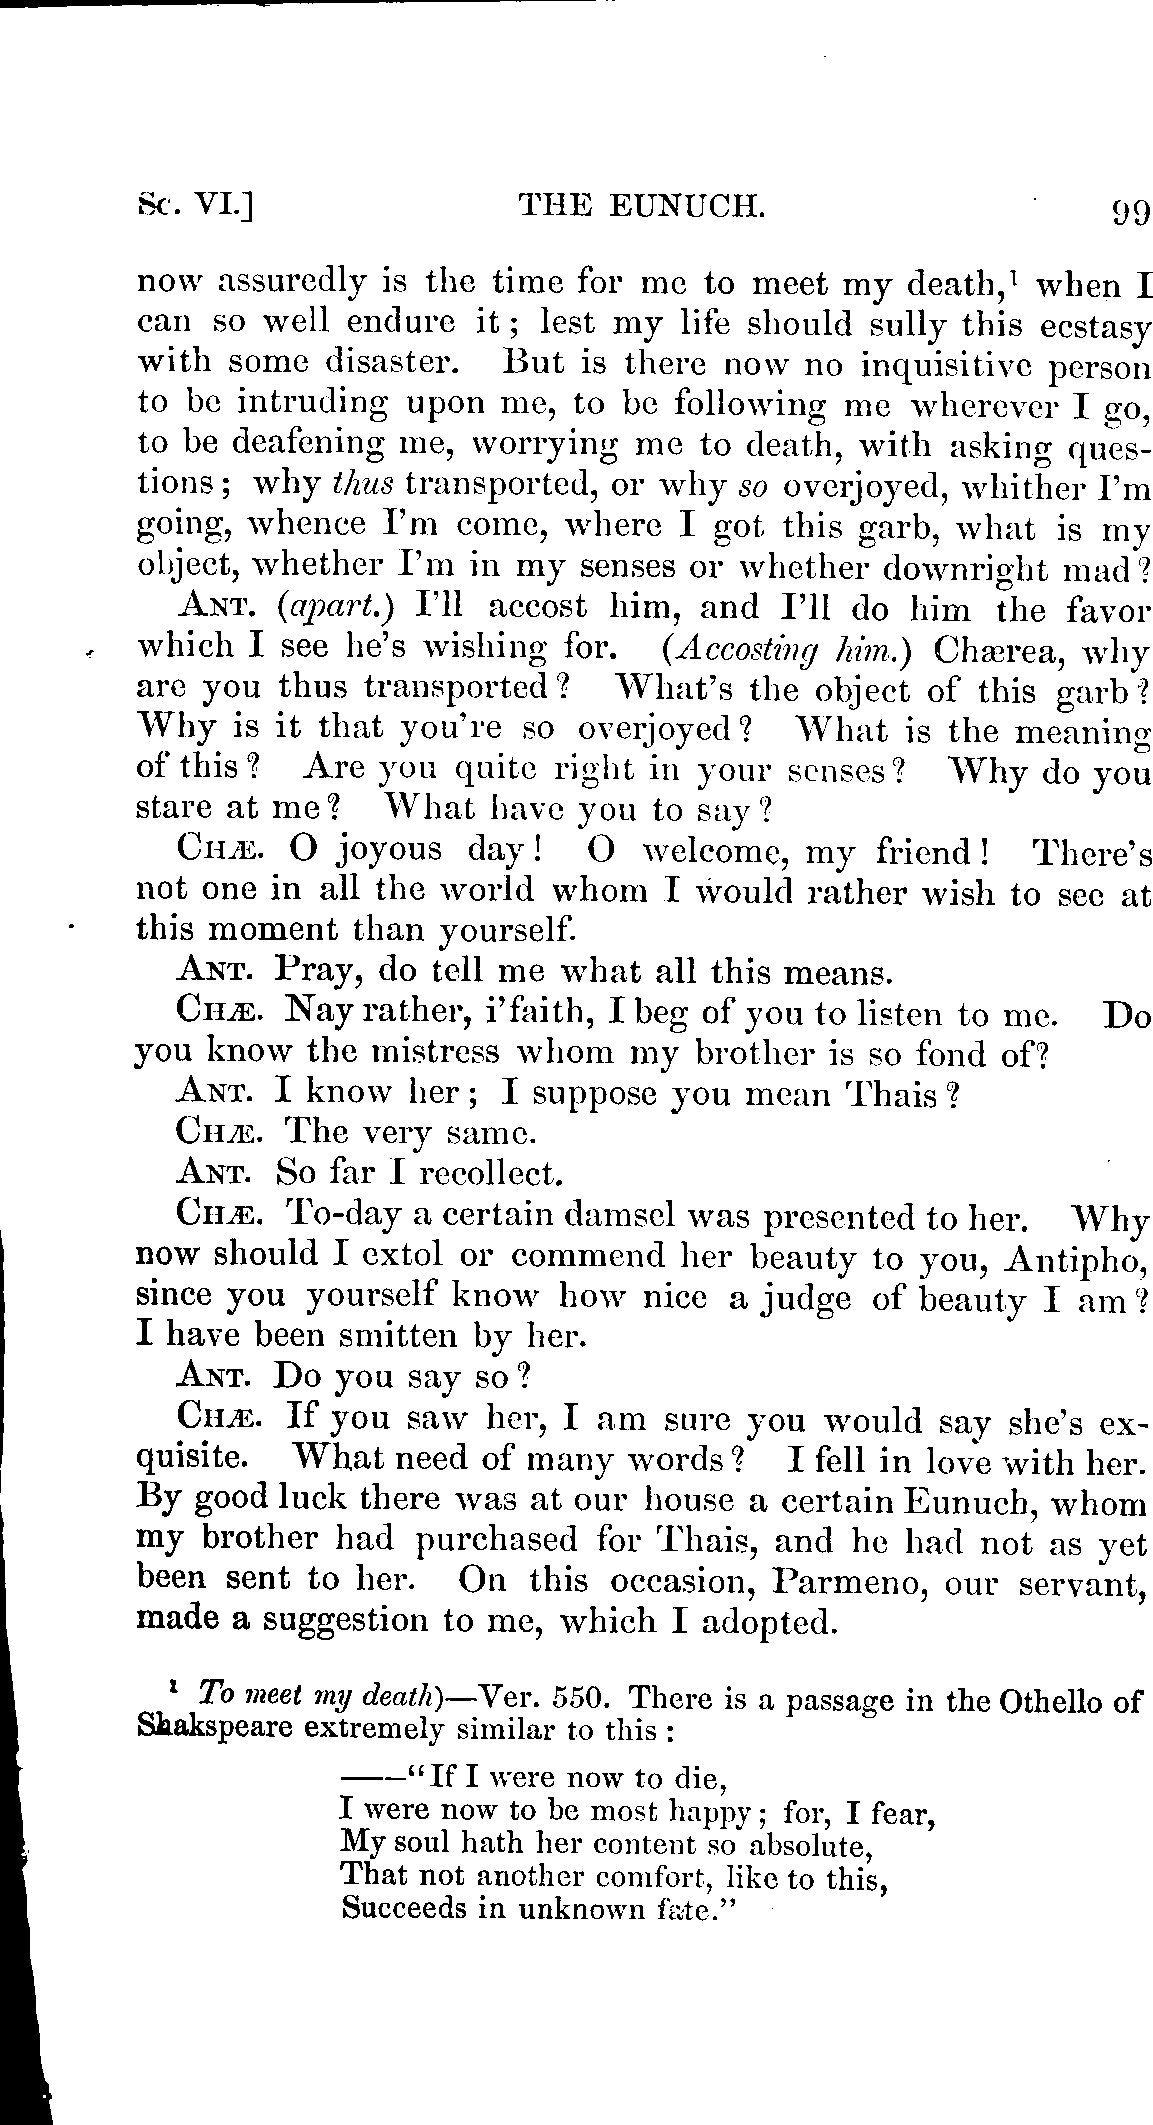 Sc. VI.] THE EUNUCH. 99
now assuredly is the time for me to meet my death,¹ when I
can so well endure it; lest my life should sully this ecstasy
with some disaster. But is there now no inquisitive person
to be intruding upon me, to be following me wherever I go,
to be deafening me, worrying me to death, with asking ques-
tions; why thus transported, or why so overjoyed, whither I'm
going, whence I'm come, where I got this garb, what is my
object, whether I'm in my senses or whether downright mad?
ANT. (apart.) I'll accost him, and I'll do him the favor
which I see he's wishing for. (Accosting him.) Chærea, why
are you thus transported? What's the object of this garb?
Why is it that you're so overjoyed? What is the meaning
of this? Are you quite right in your senses? Why do you
stare at me? What have you to say?
CHÆ. O joyous day! O welcome, my friend! There's
not one in all the world whom I would rather wish to see at
this moment than yourself.
ANT. Pray, do tell me what all this means.
CHÆ. Nay rather, i'faith, I beg of you to listen to me. Do
you know the mistress whom my brother is so fond of?
ANT. I know her; I suppose you mean Thais?
CHÆ. The very same.
ANT. So far I recollect.
CHÆ. To-day a certain damsel was presented to her. Why
now should I extol or commend her beauty to you, Antipho,
since you yourself know how nice a judge of beauty I am?
I have been smitten by her.
ANT. Do you say so?
CHÆ. If you saw her, I am sure you would say she's ex-
quisite. What need of many words? I fell in love with her.
By good luck there was at our house a certain Eunuch, whom
my brother had purchased for Thais, and he had not as yet
been sent to her. On this occasion, Parmeno, our servant,
made a suggestion to me, which I adopted.
¹ To meet my death)—Ver. 550. There is a passage in the Othello of
Shakspeare extremely similar to this:
——"If I were now to die,
I were now to be most happy; for, I fear,
My soul hath her content so absolute,
That not another comfort, like to this,
Succeeds in unknown fate."